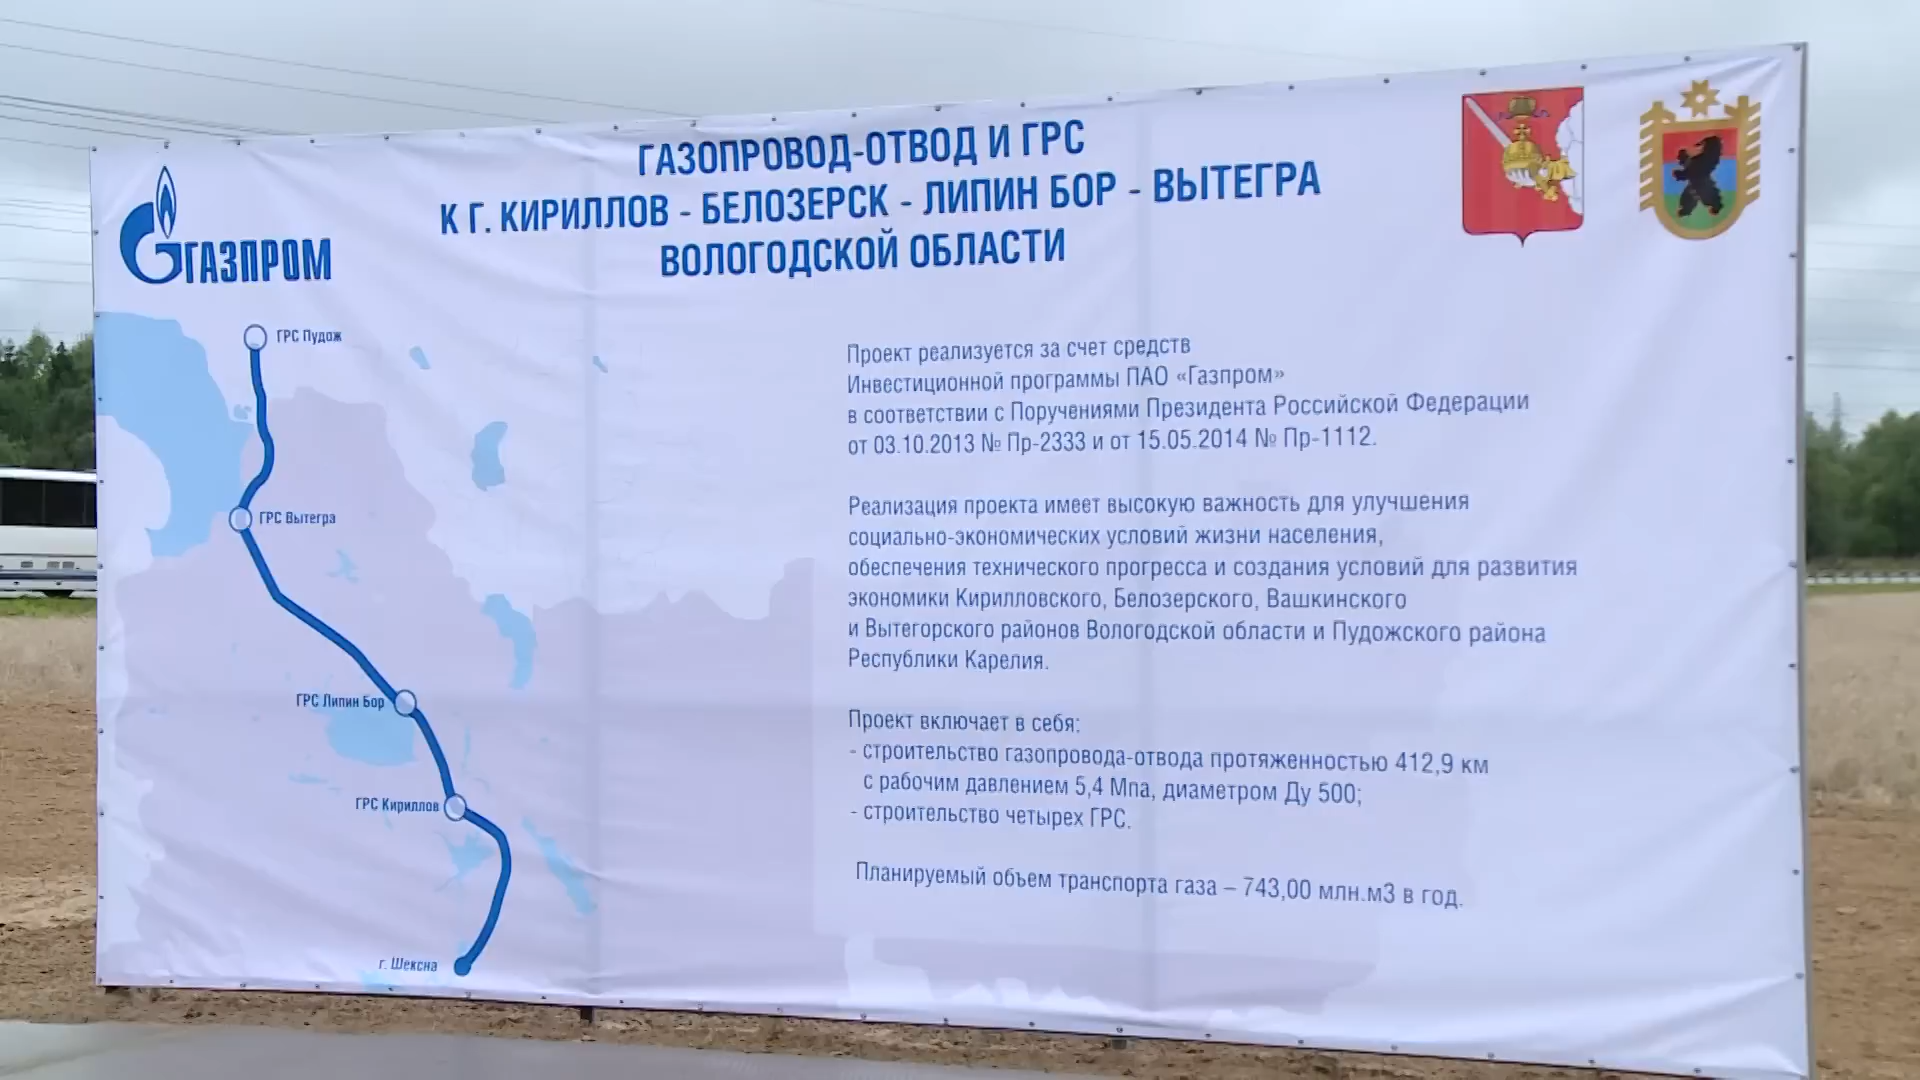 ГАЗОПРОВОД-ОТВОД И ГРС
К Г. КИРИЛЛОВ - БЕЛОЗЕРСК - ЛИПИН БОР - ВЫТЕГРА
ВОЛОГОДСКОЙ ОБЛАСТИ
ГАЗПРОМ
ГРС Пудож
ГРС Вытегра
ГРС Липин Бор
ГРС Кириллов
г. Шексна
Проект реализуется за счет средств
Инвестиционной программы ПАО «Газпром»
в соответствии с Поручениями Президента Российской Федерации
от 03.10.2013 № Пр-2333 и от 15.05.2014 № Пр-1112.
Реализация проекта имеет высокую важность для улучшения
социально-экономических условий жизни населения,
обеспечения технического прогресса и создания условий для развития
экономики Кирилловского, Белозерского, Вашкинского
и Вытегорского районов Вологодской области и Пудожского района
Республики Карелия.
Проект включает в себя:
- строительство газопровода-отвода протяженностью 412,9 км
с рабочим давлением 5,4 Мпа, диаметром Ду 500;
- строительство четырех ГРС.
Планируемый объем транспорта газа – 743,00 млн.м3 в год.